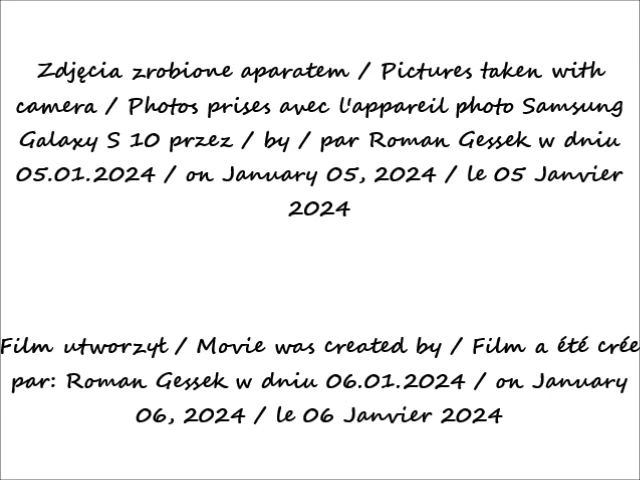 Zdjęcia zrobione aparatem / Pictures taken with
camera / Photos prises avec l'appareil photo Samsung
Galaxy S 10 przez / by / par Roman Gessek w dniu
05.01.2024 / on January 05, 2024 / le 05 Janvier
2024
Film utworzył / Movie was created by / Film a été crée
par: Roman Gessek w dniu 06.01.2024 / on January
06, 2024 / le 06 Janvier 2024